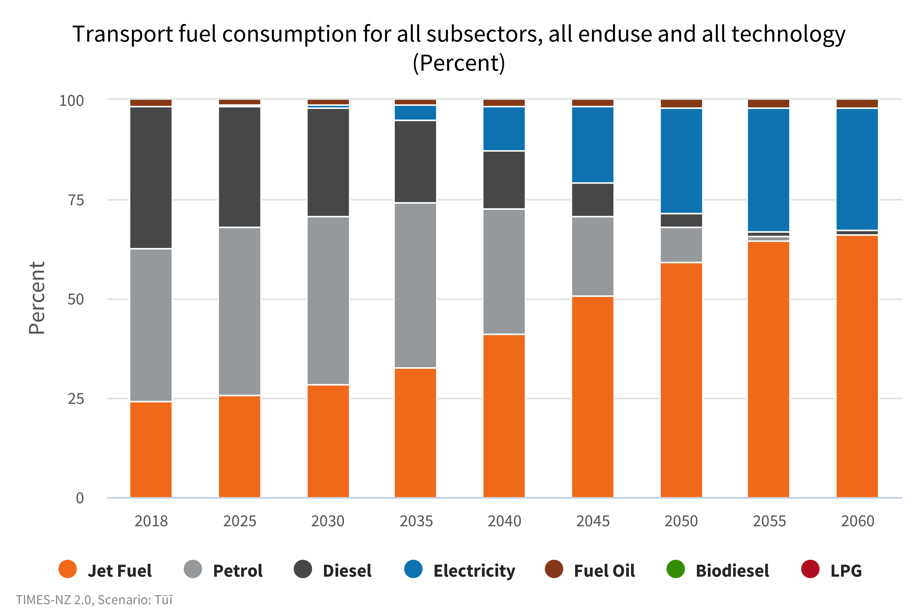 Transport fuel consumption for all subsectors, all enduse and all technology
(Percent)
Percent
100
75
50
25
0
2018 2025 2030 2035 2040 2045 2050 2055 2060
Jet Fuel Petrol Diesel Electricity Fuel Oil Biodiesel LPG
TIMES-NZ 2.0, Scenario: Tūī